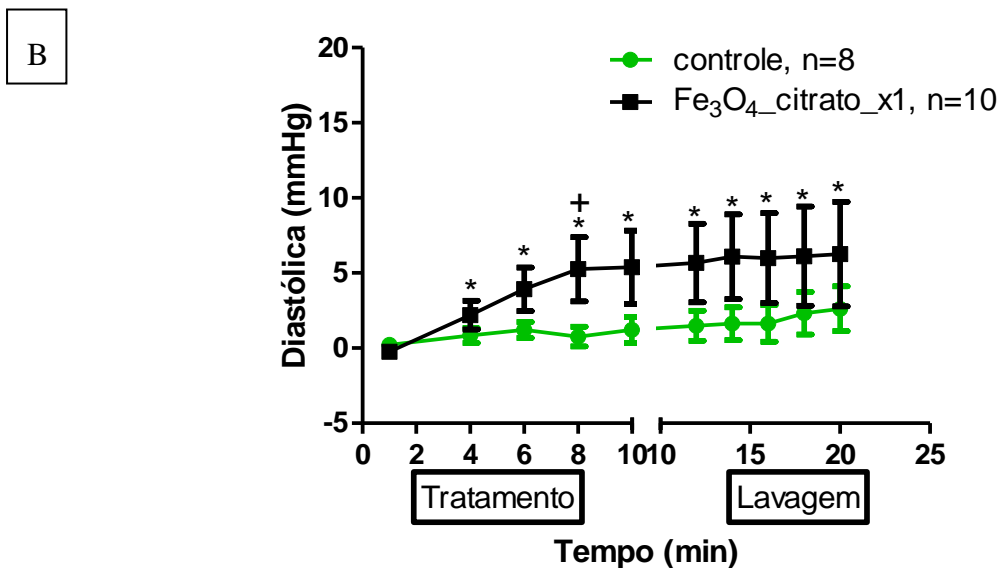 B
controle, n=8
Fe₃O₄_citrato_x1, n=10
Diastólica (mmHg)
20
15
10
5
0
-5
+
* * * * * * * * *
0 2 4 6 8 10 10 15 20 25
Tratamento Lavagem
Tempo (min)